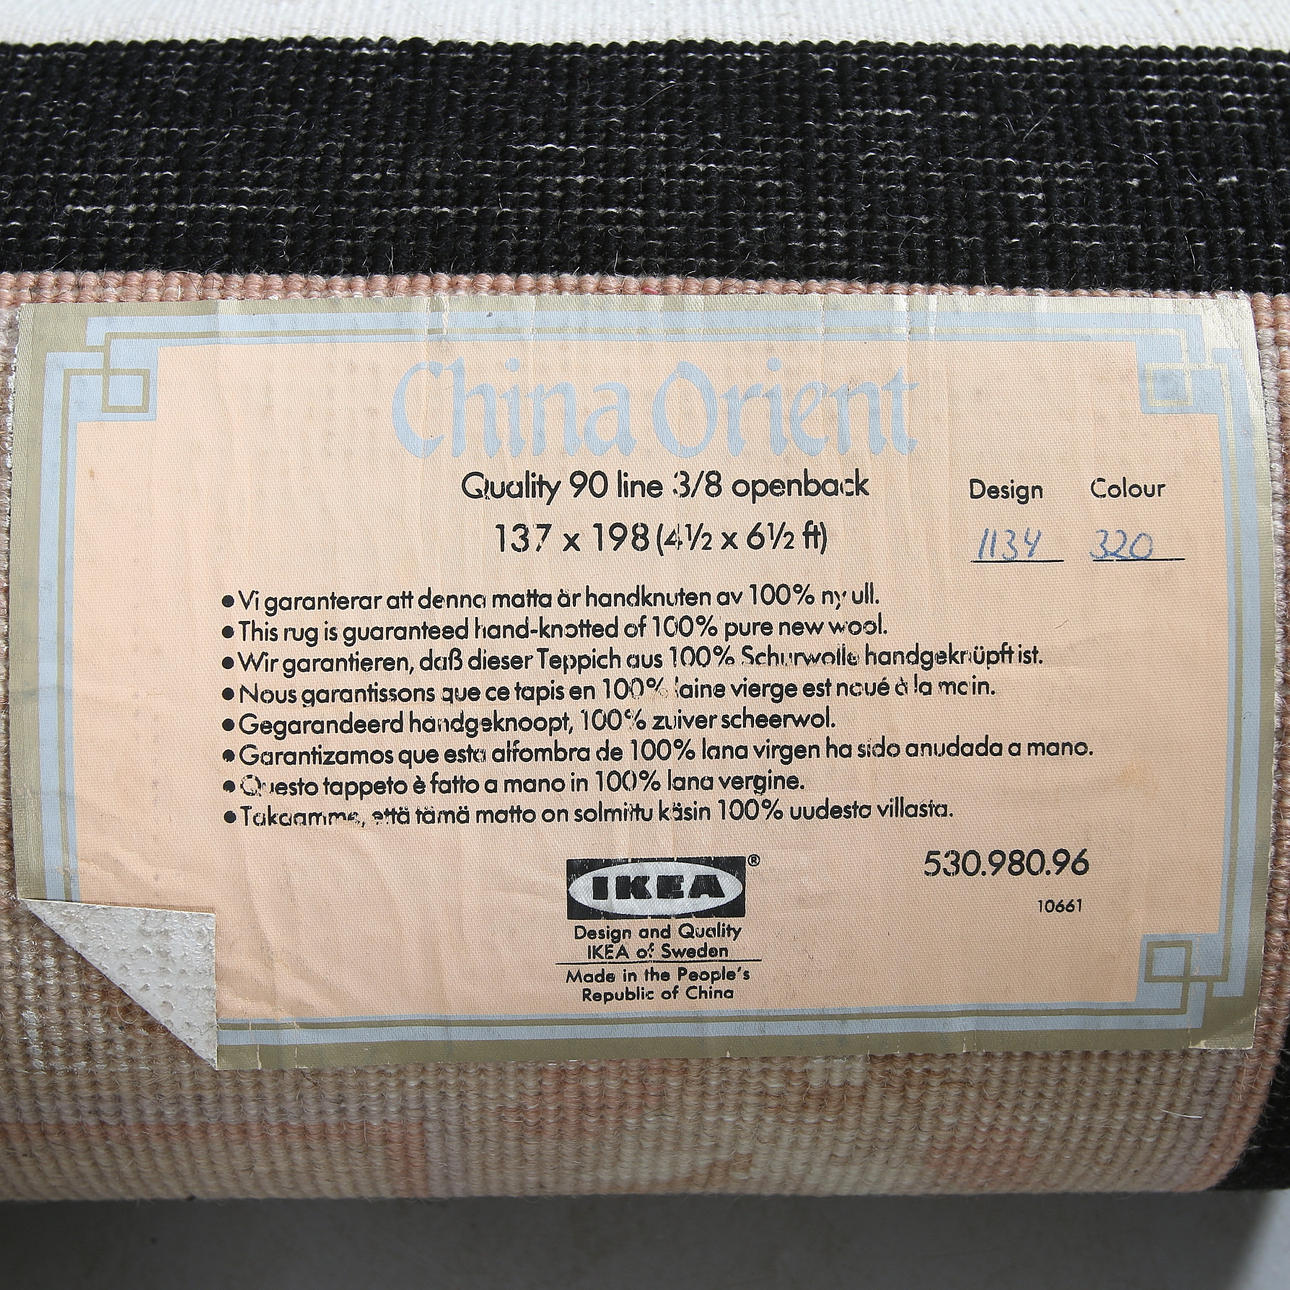 China Orient
Quality 90 line 3/8 openback
137 x 198 (4½ x 6½ ft)
Design Colour
1134 320
• Vi garanterar att denna matta är handknuten av 100% ny ull.
• This rug is guaranteed hand-knotted of 100% pure new wool.
• Wir garantieren, daß dieser Teppich aus 100% Schurwolle handgeknüpft ist.
• Nous garantissons que ce tapis en 100% laine vierge est noué à la main.
• Gegarandeerd handgeknoopt, 100% zuiver scheerwol.
• Garantizamos que esta alfombra de 100% lana virgen ha sido anudada a mano.
• Questo tappeto è fatto a mano in 100% lana vergine.
• Takaamme, että tämä matto on solmittu käsin 100% uudesta villasta.
530.980.96
10661
IKEA®
Design and Quality
IKEA of Sweden
Made in the People's
Republic of China